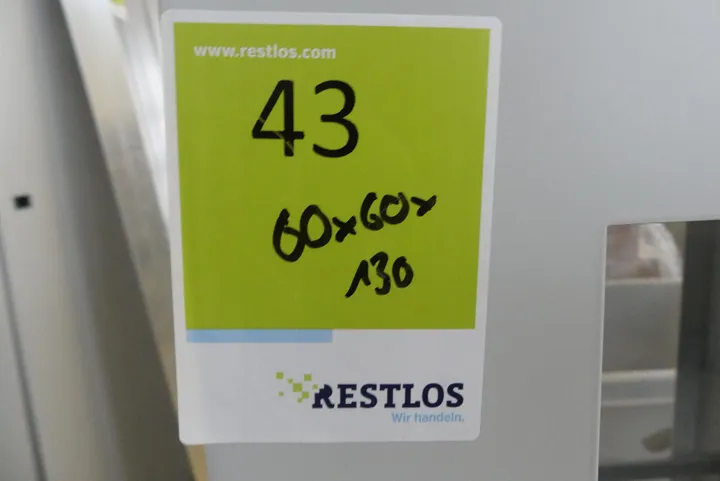 www.restlos.com
43
60x60x
130
RESTLOS
Wir handeln.